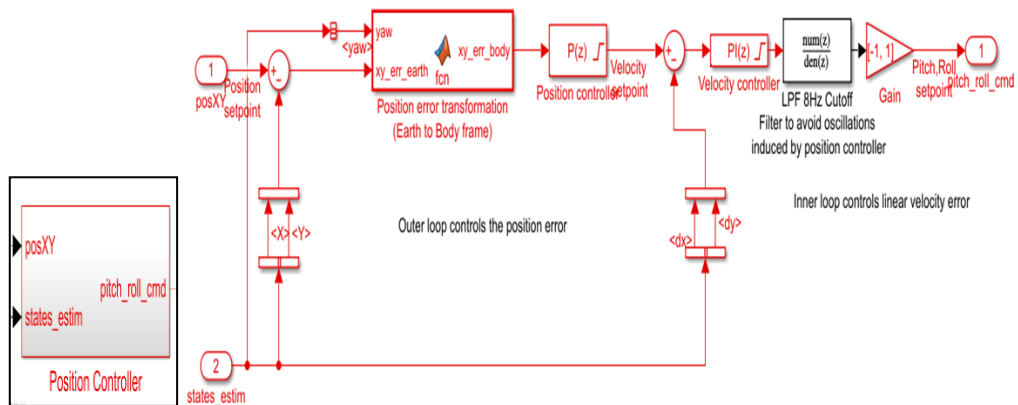 yaw
<yaw>
xy_err_body
xy_err_earth
fcn
Position error transformation
(Earth to Body frame)
P(z)
Position controller
Velocity
setpoint
PI(z)
Velocity controller
num(z)
den(z)
LPF 8Hz Cutoff
Filter to avoid oscillations
induced by position controller
[-1, 1]
Gain
Pitch,Roll
setpoint
1
pitch_roll_cmd
1
posXY
Position
setpoint
+
-
+
-
<X>
<Y>
Outer loop controls the position error
<dx>
<dy>
Inner loop controls linear velocity error
posXY
pitch_roll_cmd
states_estim
Position Controller
2
states_estim